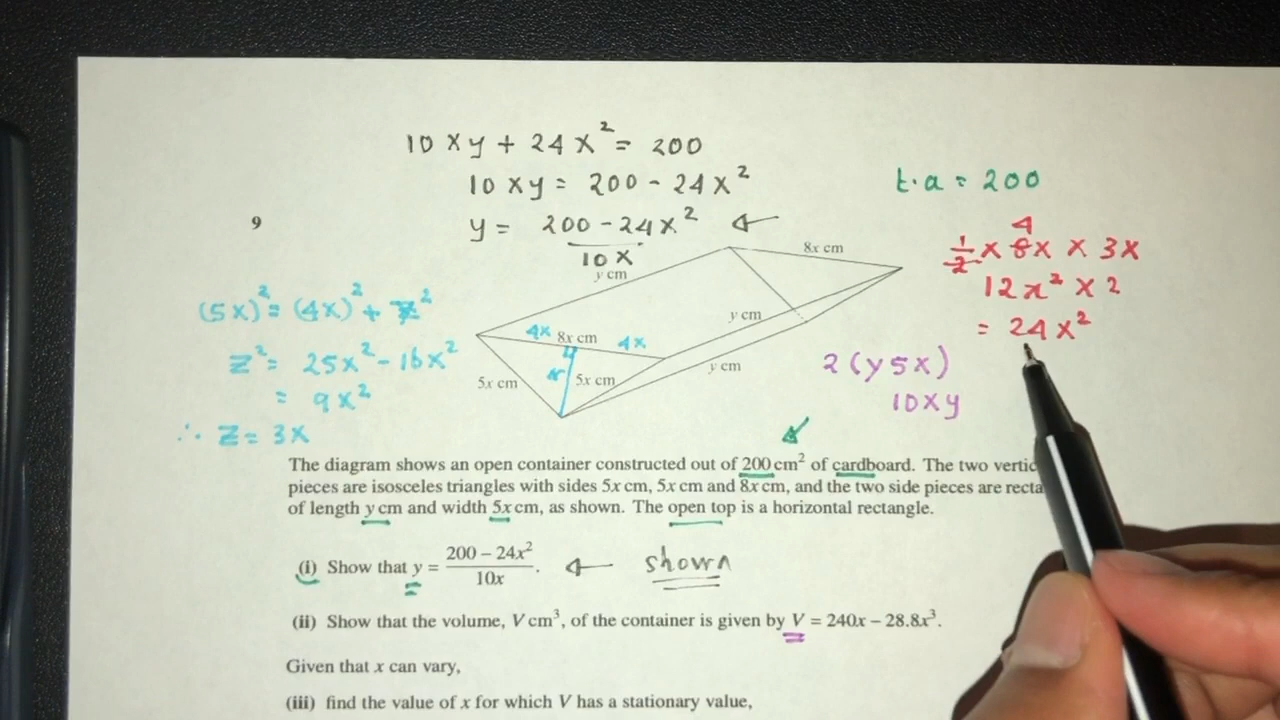 10xy + 24x² = 200
10xy = 200 - 24x²
y = 200 - 24x² / 10x
t.a = 200
9
1/2 x 8x x 3x
4
12x² x 2
= 24x²
8x cm
y cm
(5x)² = (4x)² + z²
z² = 25x² - 16x²
= 9x²
∴ z = 3x
4x 8x cm 4x
y cm
5x cm
5x cm
y cm
2(y5x)
10xy
The diagram shows an open container constructed out of 200 cm² of cardboard. The two vertic
pieces are isosceles triangles with sides 5x cm, 5x cm and 8x cm, and the two side pieces are recta
of length y cm and width 5x cm, as shown. The open top is a horizontal rectangle.
(i) Show that y = 200 − 24x² / 10x. shown
(ii) Show that the volume, V cm³, of the container is given by V = 240x − 28.8x³.
Given that x can vary,
(iii) find the value of x for which V has a stationary value,